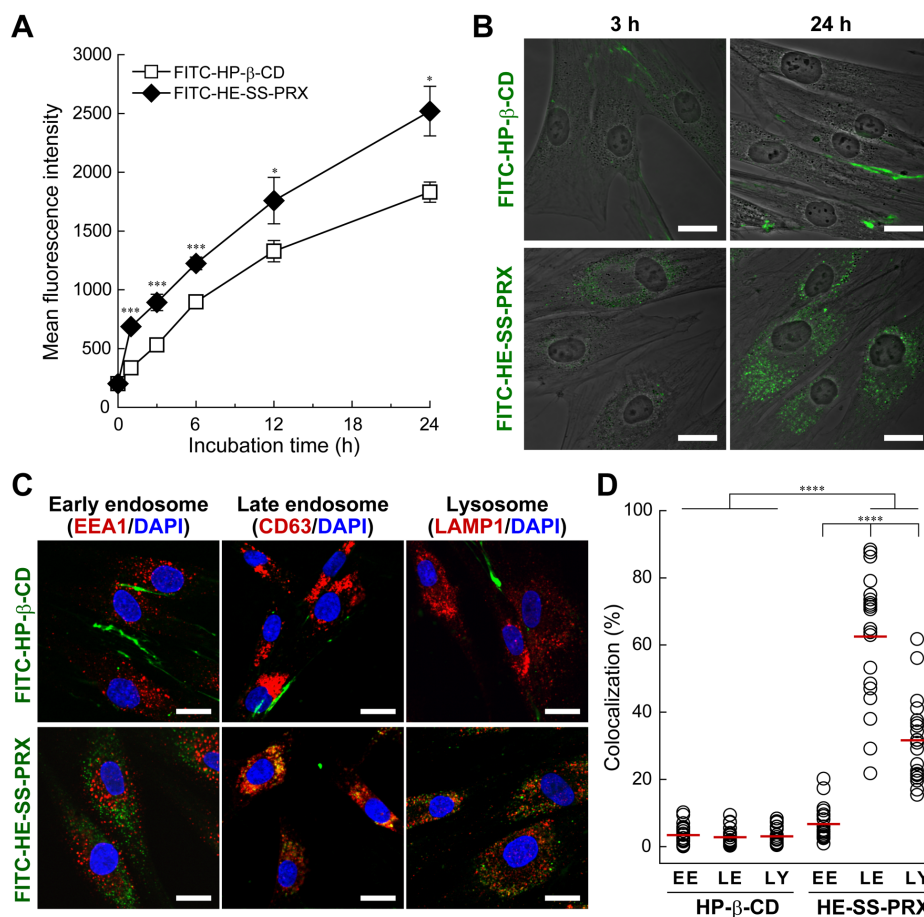 A
3000
2500
2000
1500
1000
500
0
0 6 12 18 24
Mean fluorescence intensity
Incubation time (h)
FITC-HP-β-CD
FITC-HE-SS-PRX
***
***
***
*
*
B
3 h 24 h
FITC-HP-β-CD
FITC-HE-SS-PRX
C
Early endosome Late endosome Lysosome
(EEA1/DAPI) (CD63/DAPI) (LAMP1/DAPI)
FITC-HP-β-CD
FITC-HE-SS-PRX
D
****
****
100
80
60
40
20
0
Colocalization (%)
EE LE LY EE LE LY
HP-β-CD HE-SS-PRX